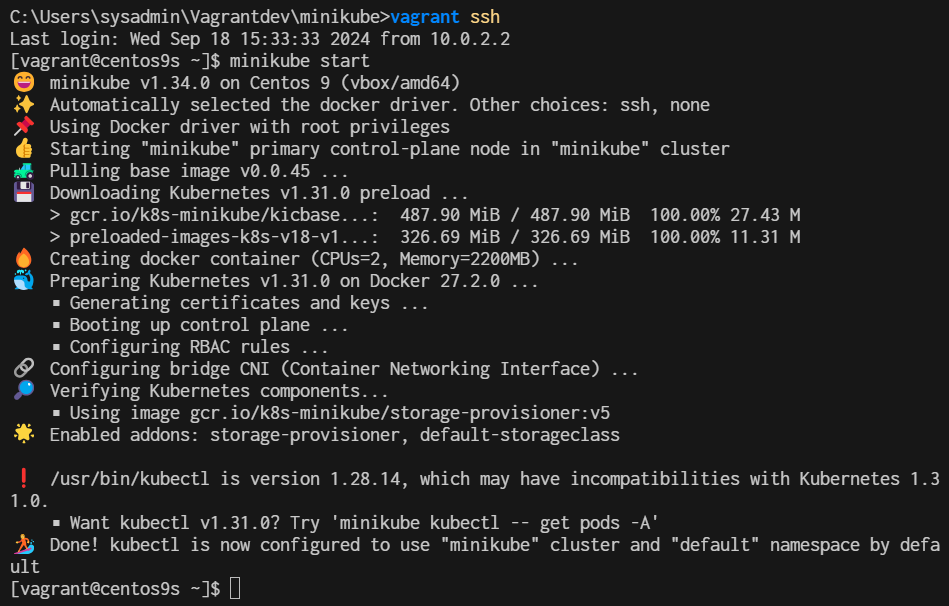 C:\Users\sysadmin\Vagrantdev\minikube>vagrant ssh
Last login: Wed Sep 18 15:33:33 2024 from 10.0.2.2
[vagrant@centos9s ~]$ minikube start
😄 minikube v1.34.0 on Centos 9 (vbox/amd64)
✨ Automatically selected the docker driver. Other choices: ssh, none
📌 Using Docker driver with root privileges
👍 Starting "minikube" primary control-plane node in "minikube" cluster
🚜 Pulling base image v0.0.45 ...
💾 Downloading Kubernetes v1.31.0 preload ...
> gcr.io/k8s-minikube/kicbase...: 487.90 MiB / 487.90 MiB 100.00% 27.43 M
> preloaded-images-k8s-v18-v1...: 326.69 MiB / 326.69 MiB 100.00% 11.31 M
🔥 Creating docker container (CPUs=2, Memory=2200MB) ...
🐳 Preparing Kubernetes v1.31.0 on Docker 27.2.0 ...
▪ Generating certificates and keys ...
▪ Booting up control plane ...
▪ Configuring RBAC rules ...
🔗 Configuring bridge CNI (Container Networking Interface) ...
🔎 Verifying Kubernetes components...
▪ Using image gcr.io/k8s-minikube/storage-provisioner:v5
🌟 Enabled addons: storage-provisioner, default-storageclass
❗ /usr/bin/kubectl is version 1.28.14, which may have incompatibilities with Kubernetes 1.3
1.0.
▪ Want kubectl v1.31.0? Try 'minikube kubectl -- get pods -A'
🏄 Done! kubectl is now configured to use "minikube" cluster and "default" namespace by defa
ult
[vagrant@centos9s ~]$